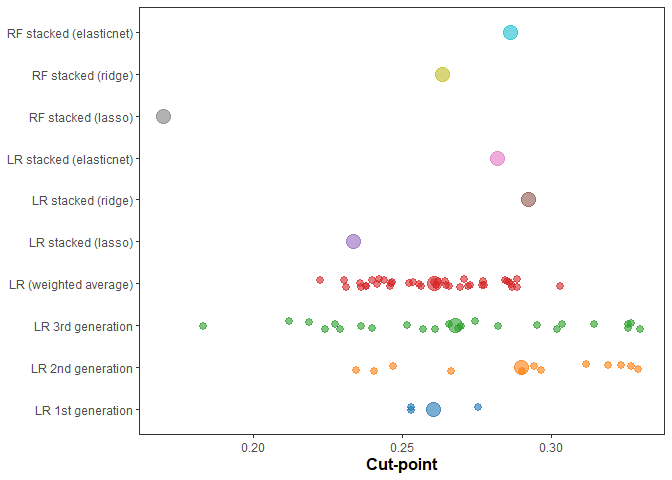 RF stacked (elasticnet)
RF stacked (ridge)
RF stacked (lasso)
LR stacked (elasticnet)
LR stacked (ridge)
LR stacked (lasso)
LR (weighted average)
LR 3rd generation
LR 2nd generation
LR 1st generation
0.20 0.25 0.30
Cut-point